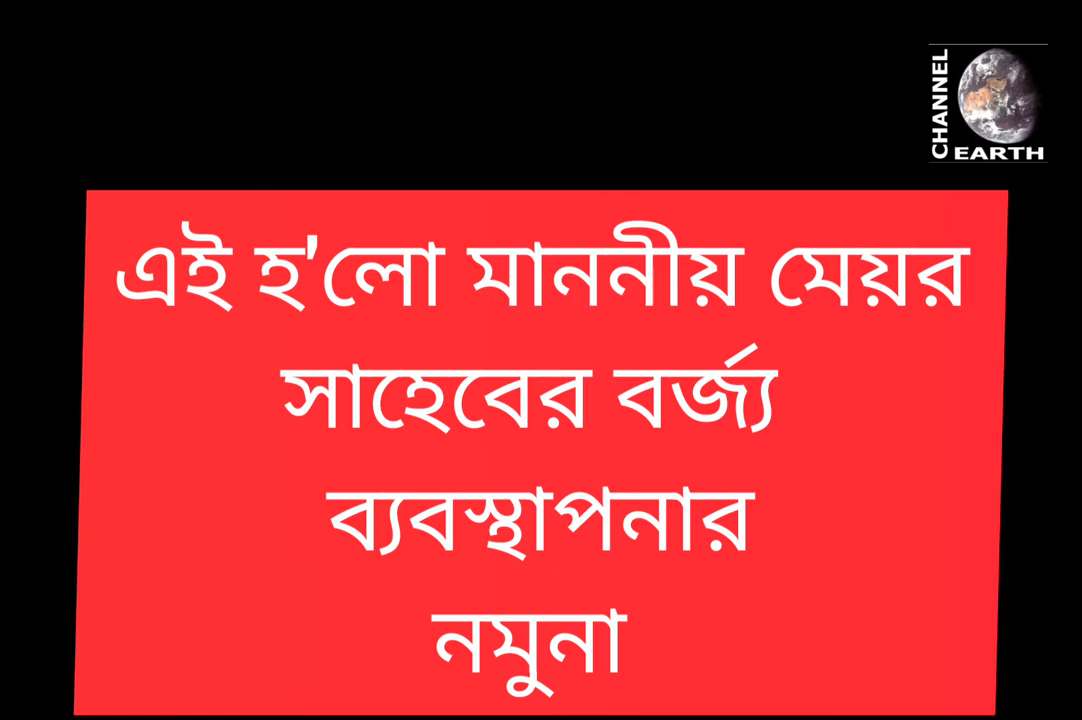 CHANNEL
EARTH
এই হ'লো মাননীয় মেয়র
সাহেবের বর্জ্য
ব্যবস্থাপনার
নমুনা